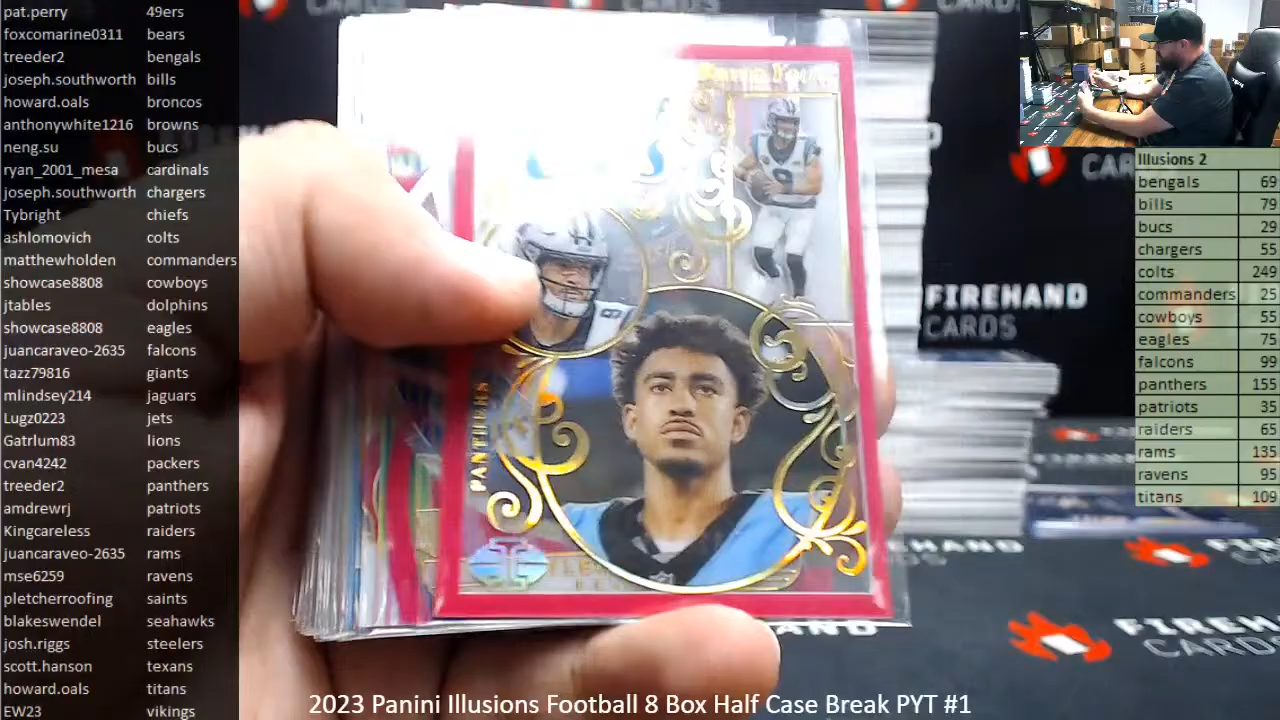 pat.perry 49ers
foxcomarine0311 bears
treeder2 bengals
joseph.southworth bills
howard.oals broncos
anthonywhite1216 browns
neng.su bucs
ryan_2001_mesa cardinals
joseph.southworth chargers
Tybright chiefs
ashlomovich colts
matthewholden commanders
showcase8808 cowboys
jtables dolphins
showcase8808 eagles
juancaraveo-2635 falcons
tazz79816 giants
mlindsey214 jaguars
Lugz0223 jets
Gatrlum83 lions
cvan4242 packers
treeder2 panthers
amdrewrj patriots
Kingcareless raiders
juancaraveo-2635 rams
mse6259 ravens
pletcherroofing saints
blakeswendel seahawks
josh.riggs steelers
scott.hanson texans
howard.oals titans
EW23 vikings
PANTHERS
FIREHAND
CARDS
Illusions 2
bengals 69
bills 79
bucs 29
chargers 55
colts 249
commanders 25
cowboys 55
eagles 75
falcons 99
panthers 155
patriots 35
raiders 65
rams 135
ravens 95
titans 109
2023 Panini Illusions Football 8 Box Half Case Break PYT #1